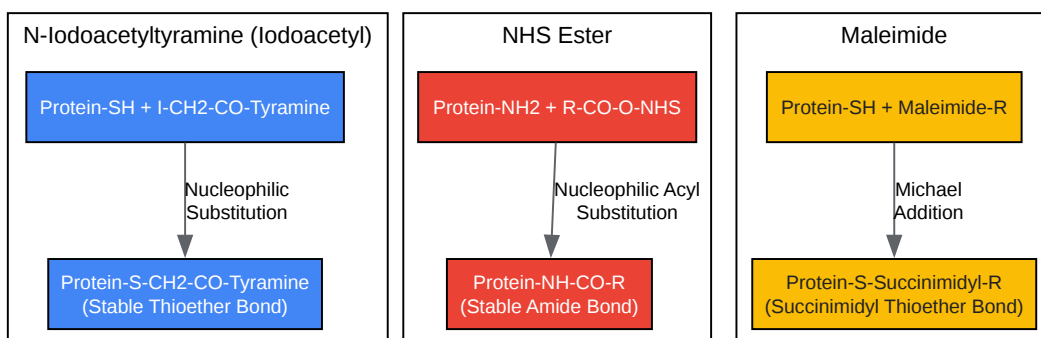 N-Iodoacetyltyramine (Iodoacetyl)
Protein-SH + I-CH2-CO-Tyramine
Nucleophilic
Substitution
Protein-S-CH2-CO-Tyramine
(Stable Thioether Bond)
NHS Ester
Protein-NH2 + R-CO-O-NHS
Nucleophilic Acyl
Substitution
Protein-NH-CO-R
(Stable Amide Bond)
Maleimide
Protein-SH + Maleimide-R
Michael
Addition
Protein-S-Succinimidyl-R
(Succinimidyl Thioether Bond)